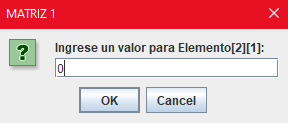 MATRIZ 1
Ingrese un valor para Elemento[2][1]:
0
OK Cancel